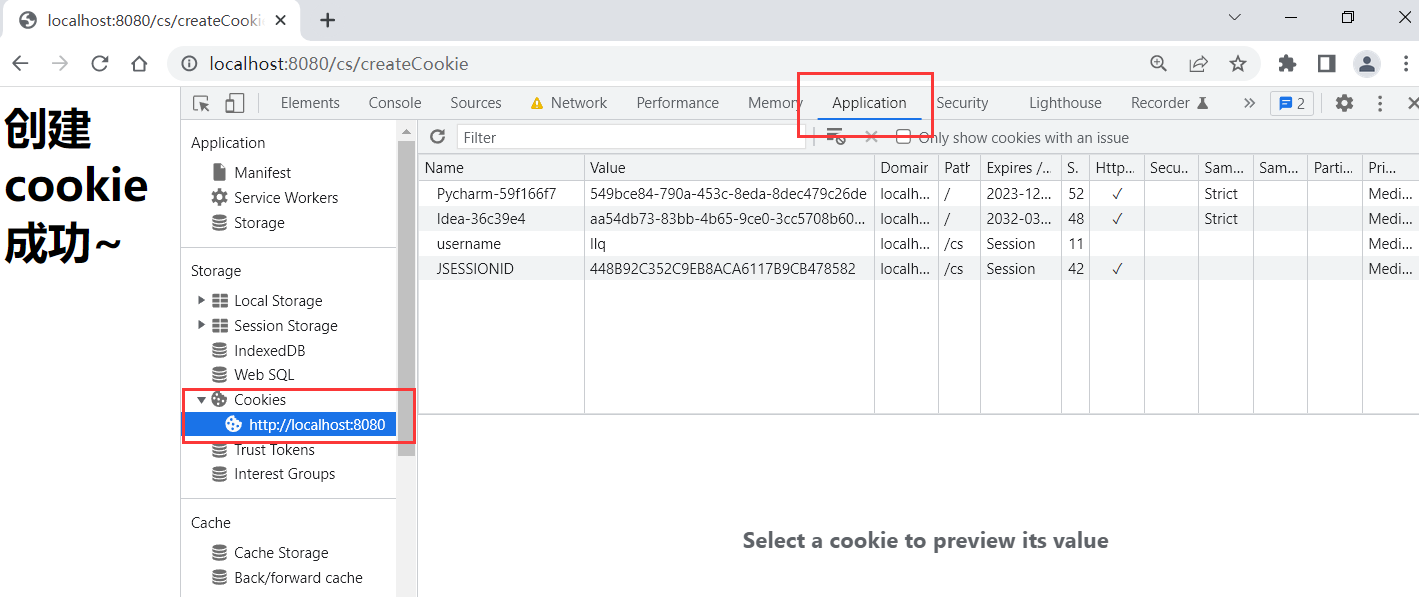 localhost:8080/cs/createCooki
localhost:8080/cs/createCookie
创建
cookie
成功~
Elements Console Sources Network Performance Memory Application Security Lighthouse Recorder » 2
Application
Manifest
Service Workers
Storage
Storage
Local Storage
Session Storage
IndexedDB
Web SQL
Cookies
http://localhost:8080
Trust Tokens
Interest Groups
Cache
Cache Storage
Back/forward cache
Filter Only show cookies with an issue
Name Value Domain Path Expires /... S. Http... Secu.. Sam... Sam... Parti... Pri...
Pycharm-59f166f7 549bce84-790a-453c-8eda-8dec479c26de localh... / 2023-12... 52 ✓ Strict Medi...
Idea-36c39e4 aa54db73-83bb-4b65-9ce0-3cc5708b60... localh... / 2032-03... 48 ✓ Strict Medi...
username llq localh... /cs Session 11 Medi...
JSESSIONID 448B92C352C9EB8ACA6117B9CB478582 localh... /cs Session 42 ✓ Medi...
Select a cookie to preview its value